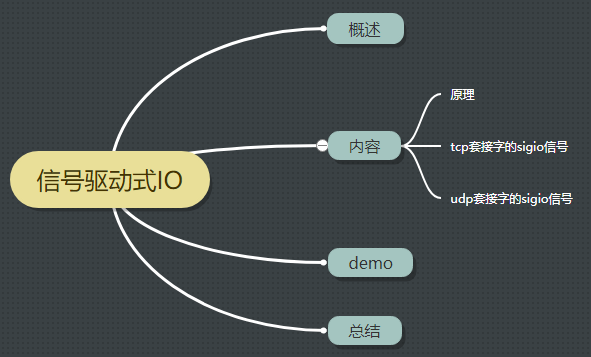 信号驱动式IO
概述
内容
原理
tcp套接字的sigio信号
udp套接字的sigio信号
demo
总结